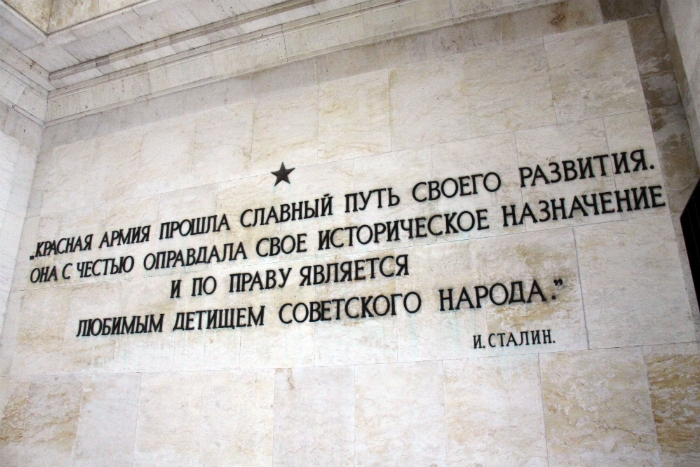 „КРАСНАЯ АРМИЯ ПРОШЛА СЛАВНЫЙ ПУТЬ СВОЕГО РАЗВИТИЯ.
ОНА С ЧЕСТЬЮ ОПРАВДАЛА СВОЕ ИСТОРИЧЕСКОЕ НАЗНАЧЕНИЕ
И ПО ПРАВУ ЯВЛЯЕТСЯ
ЛЮБИМЫМ ДЕТИЩЕМ СОВЕТСКОГО НАРОДА.”
И. СТАЛИН.